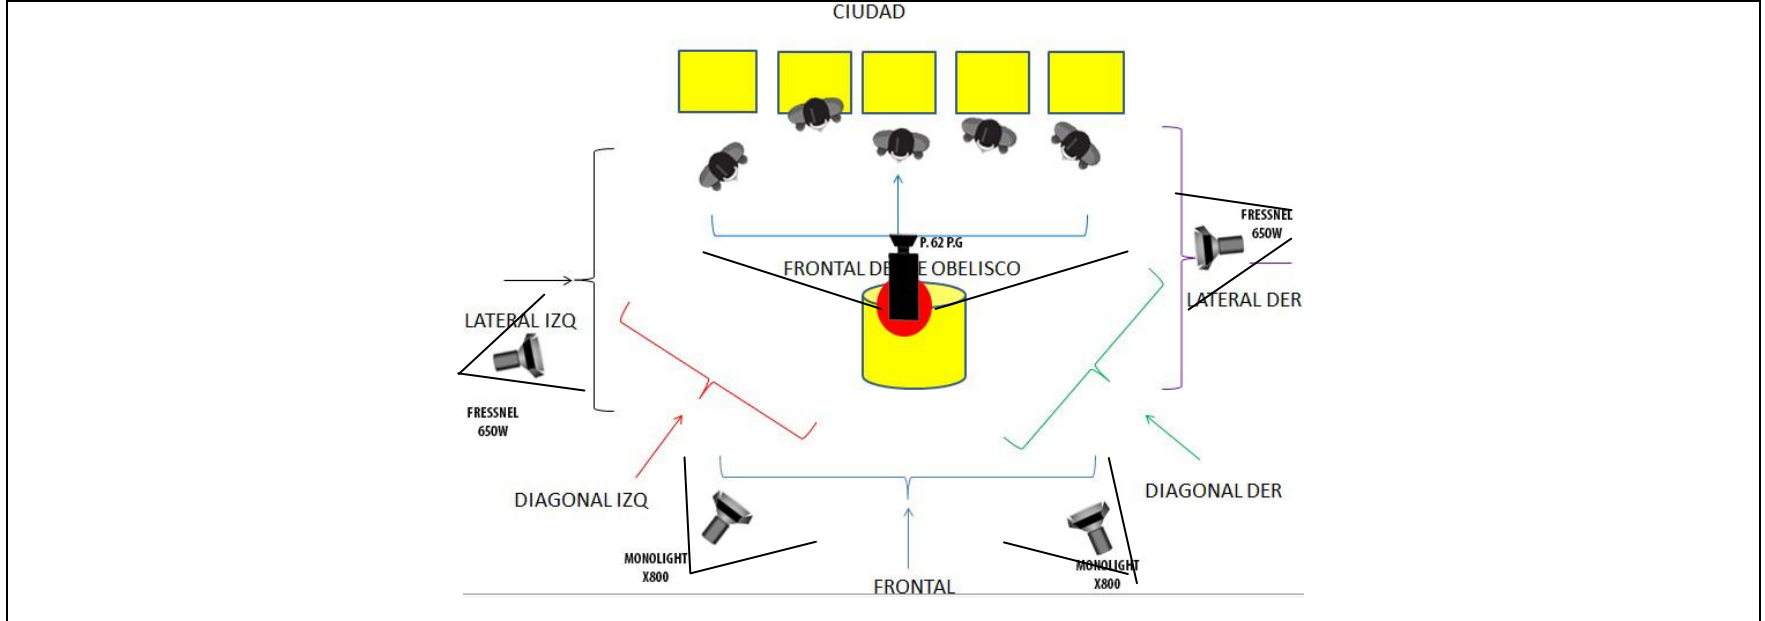 CIUDAD
FRESSNEL
650W
P. 62 P.G
FRONTAL DE E OBELISCO
LATERAL DER
LATERAL IZQ
FRESSNEL
650W
DIAGONAL IZQ
DIAGONAL DER
MONOLIGHT
X800
MONOLIGHT
X800
FRONTAL